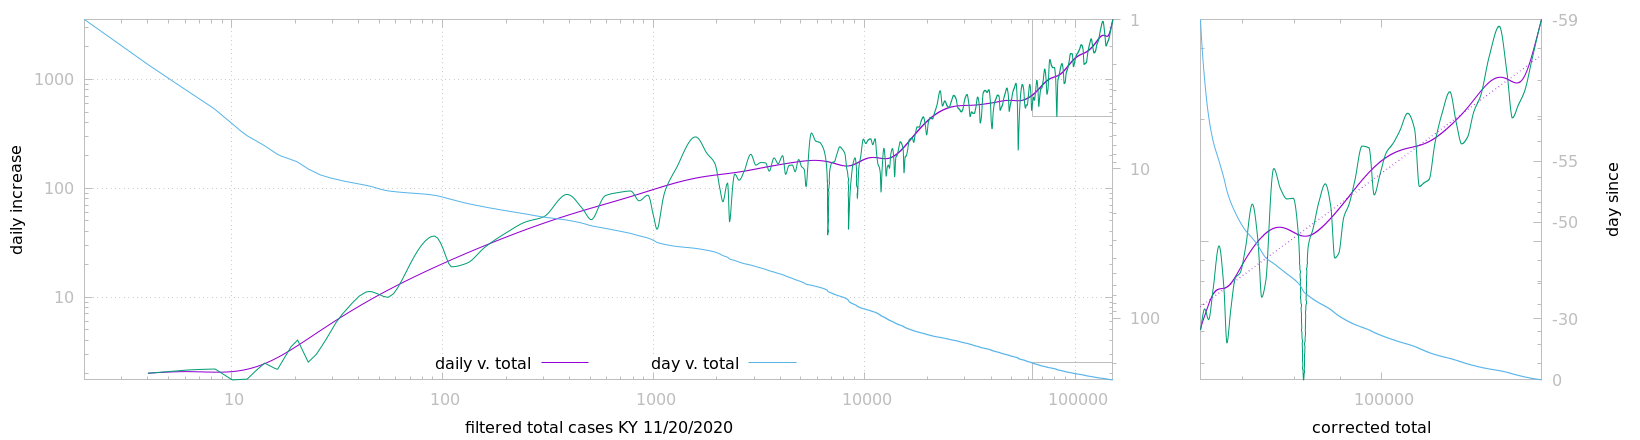 1 -59
1000
daily increase
10 -55
100
-50
day since
10
100 -30
daily v. total day v. total
0
10 100 1000 10000 100000 100000
filtered total cases KY 11/20/2020 corrected total